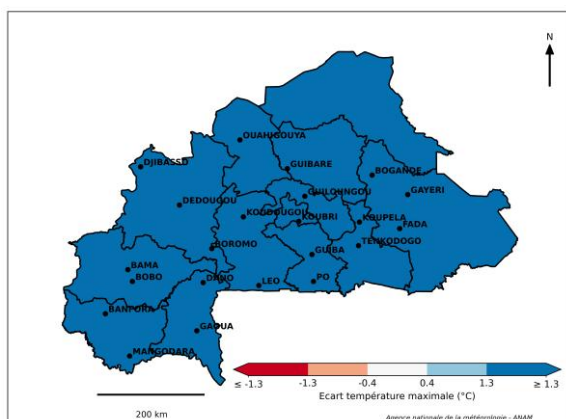 N
OUAHIGOUYA
DJIBASSO
GUIBARE
BOGANDE
GAYERI
GUILOUNGOU
DEDOUGOU
KOUDOUGOU
KOUBRI
KOUPELA
FADA
TENKODOGO
BOROMO
GUIBA
BAMA
BOBO
DANO
LEO
PO
BANFORA
GAOUA
MANGODARA
≤ -1.3 -1.3 -0.4 0.4 1.3 ≥ 1.3
Ecart température maximale (°C)
200 km
Agence nationale de la météorologie - ANAM